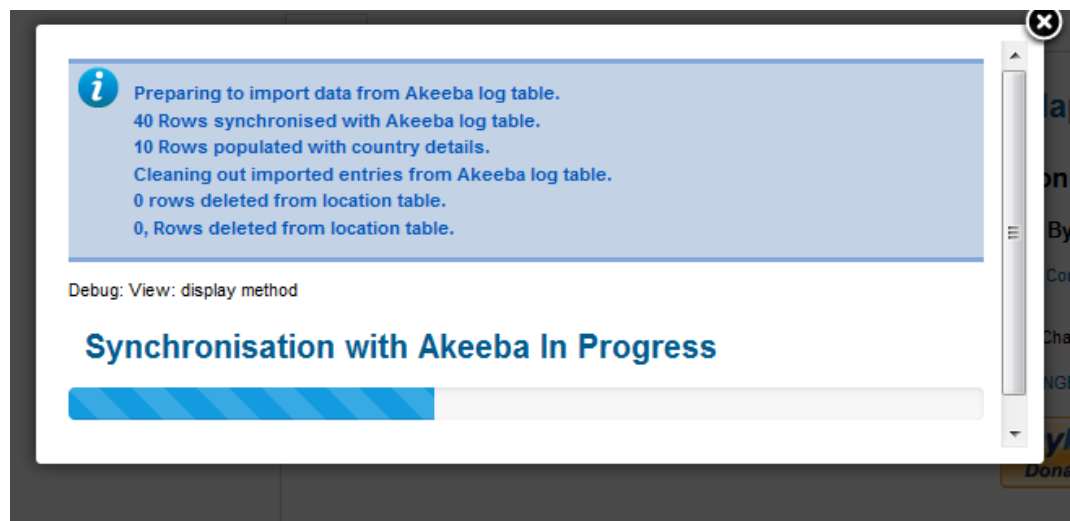 Preparing to import data from Akeeba log table.
40 Rows synchronised with Akeeba log table.
10 Rows populated with country details.
Cleaning out imported entries from Akeeba log table.
0 rows deleted from location table.
0, Rows deleted from location table.
Debug: View: display method
Synchronisation with Akeeba In Progress
By